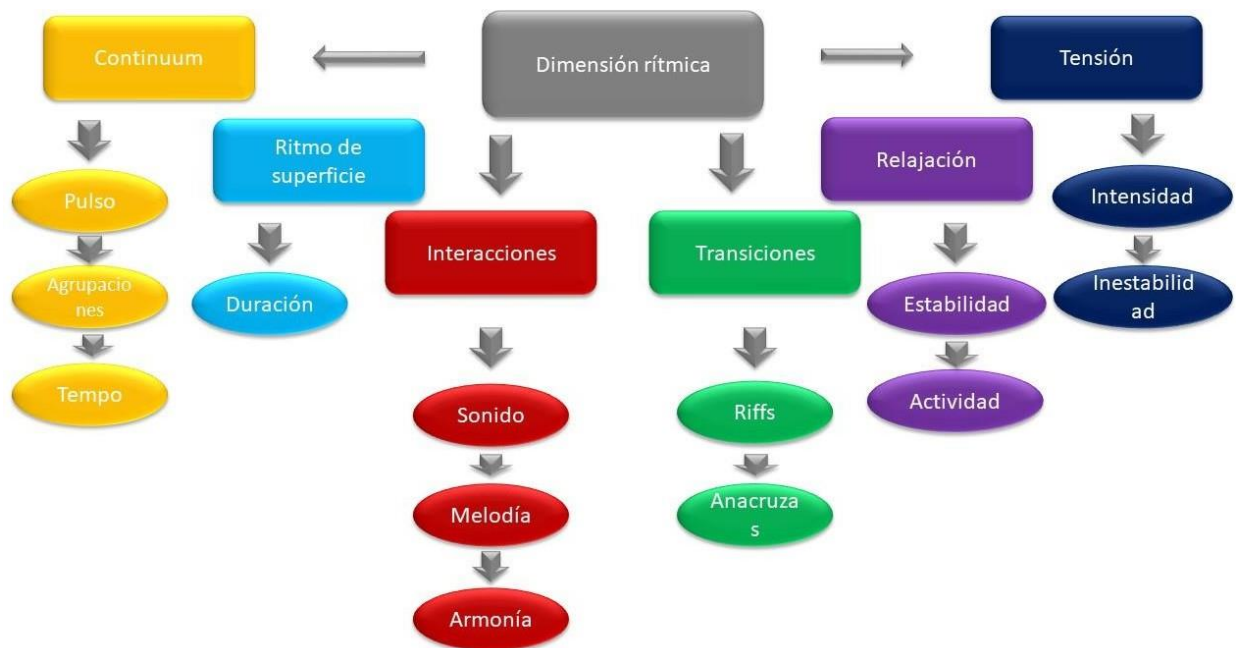 Continuum
Dimensión rítmica
Tensión
Ritmo de
superficie
Relajación
Pulso
Intensidad
Interacciones
Transiciones
Agrupacio
nes
Duración
Estabilidad
Inestabilid
ad
Tempo
Sonido
Riffs
Actividad
Melodía
Anacruzas
s
Armonía